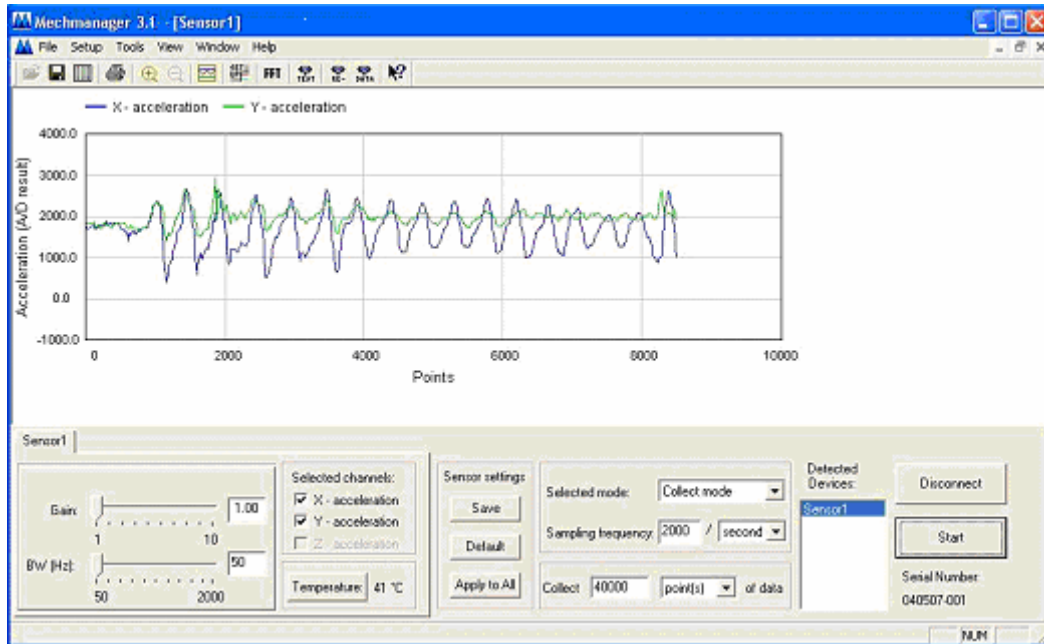 Mechmanager 3.1 - [Sensor1]
File Setup Tools View Window Help
FFT TEXT DATA
X - acceleration Y - acceleration
Acceleration (A/D result)
4000.0
3000.0
2000.0
1000.0
0.0
-1000.0
0 2000 4000 6000 8000 10000
Points
Sensor1
Gain: 1.00
1 10
BW [Hz]: 50
50 2000
Selected channels:
X - acceleration
Y - acceleration
Z acceleration
Temperature: 41 °C
Sensor settings
Save
Default
Apply to All
Selected mode: Collect mode
Sampling frequency: 2000 / second
Collect 40000 point(s) of data
Detected Devices:
Sensor1
Disconnect
Start
Serial Number:
040507-001
NUM